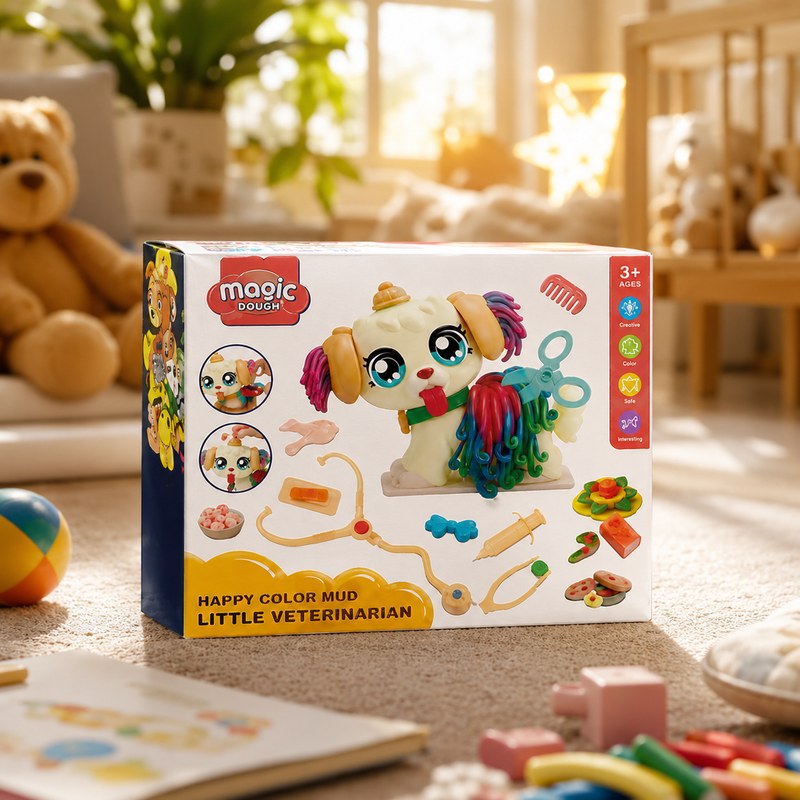 magic
DOUGH
3+
AGES
Creative
Color
Safe
Interesting
HAPPY COLOR MUD
LITTLE VETERINARIAN